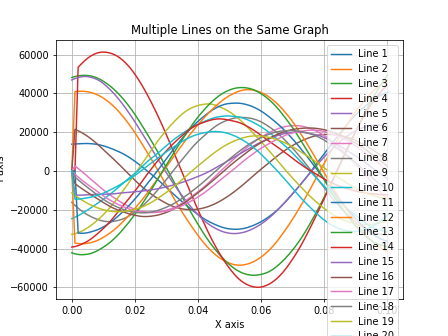 Multiple Lines on the Same Graph
60000
40000
20000
0
−20000
−40000
−60000
0.00
0.02
0.04
0.06
0.08
X axis
Line 1
Line 2
Line 3
Line 4
Line 5
Line 6
Line 7
Line 8
Line 9
Line 10
Line 11
Line 12
Line 13
Line 14
Line 15
Line 16
Line 17
Line 18
Line 19
Line 20